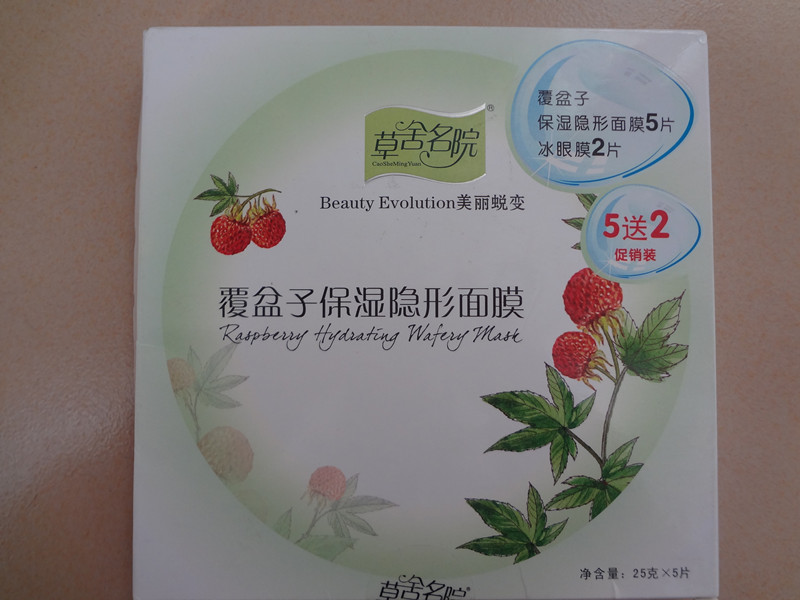 覆盆子
保湿隐形面膜5片
冰眼膜2片
草舍名院®
CaoSheMingYuan
Beauty Evolution美丽蜕变
5送2
促销装
覆盆子保湿隐形面膜
Raspberry Hydrating Wafery Mask
净含量：25克×5片
草舍名院®